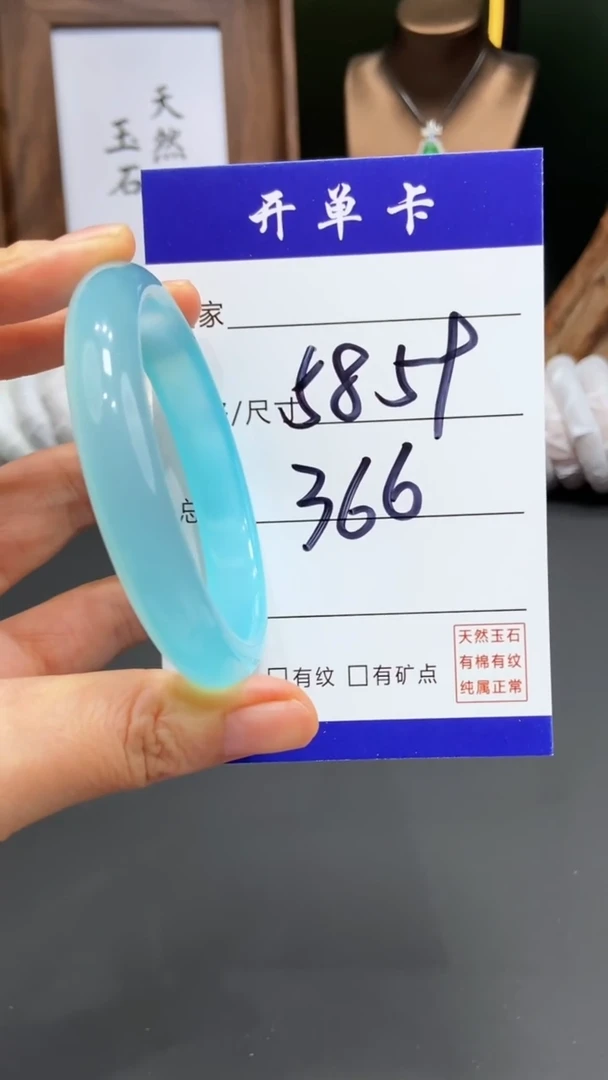 天然
玉石
开单卡
家
/尺寸 5859
总 366
有纹 有矿点
天然玉石
有棉有纹
纯属正常